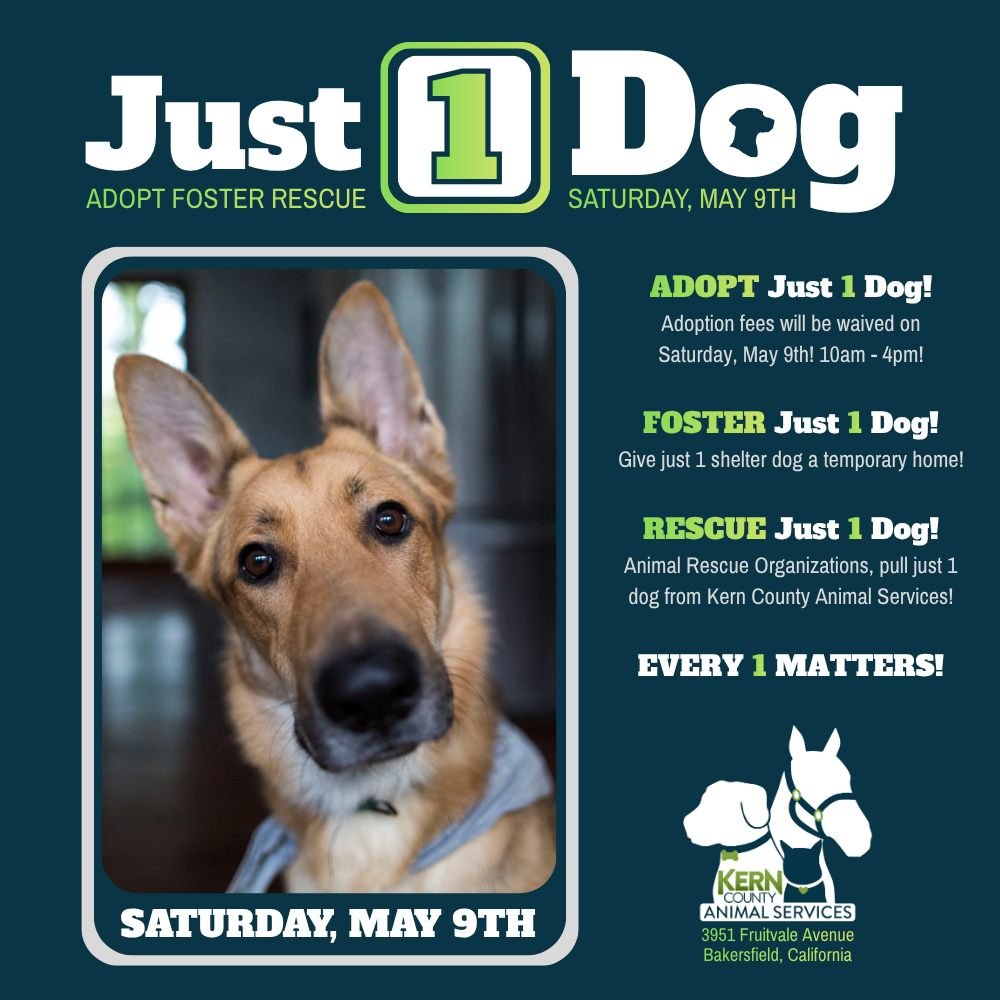 Just 1 Dog
ADOPT FOSTER RESCUE
SATURDAY, MAY 9TH
SATURDAY, MAY 9TH
ADOPT Just 1 Dog!
Adoption fees will be waived on
Saturday, May 9th! 10am - 4pm!
FOSTER Just 1 Dog!
Give just 1 shelter dog a temporary home!
RESCUE Just 1 Dog!
Animal Rescue Organizations, pull just 1
dog from Kern County Animal Services!
EVERY 1 MATTERS!
KERN
COUNTY
ANIMAL SERVICES
3951 Fruitvale Avenue
Bakersfield, California